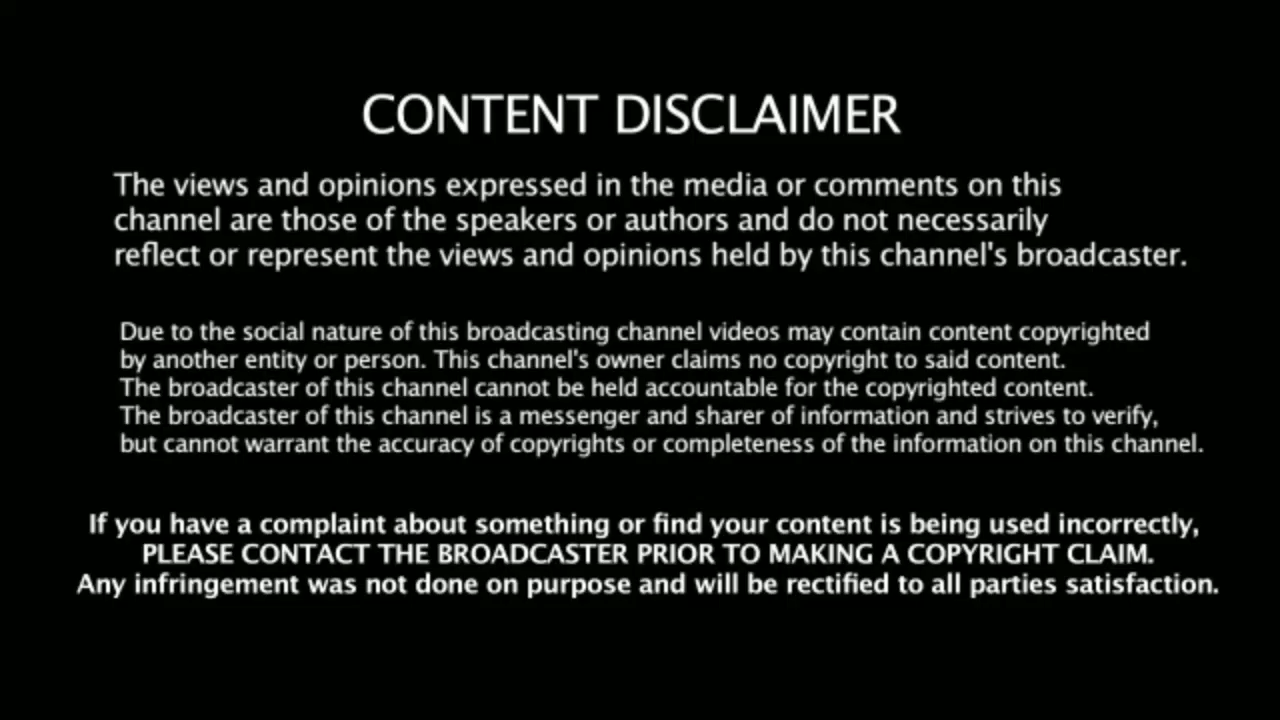 CONTENT DISCLAIMER
The views and opinions expressed in the media or comments on this
channel are those of the speakers or authors and do not necessarily
reflect or represent the views and opinions held by this channel's broadcaster.
Due to the social nature of this broadcasting channel videos may contain content copyrighted
by another entity or person. This channel's owner claims no copyright to said content.
The broadcaster of this channel cannot be held accountable for the copyrighted content.
The broadcaster of this channel is a messenger and sharer of information and strives to verify,
but cannot warrant the accuracy of copyrights or completeness of the information on this channel.
If you have a complaint about something or find your content is being used incorrectly,
PLEASE CONTACT THE BROADCASTER PRIOR TO MAKING A COPYRIGHT CLAIM.
Any infringement was not done on purpose and will be rectified to all parties satisfaction.